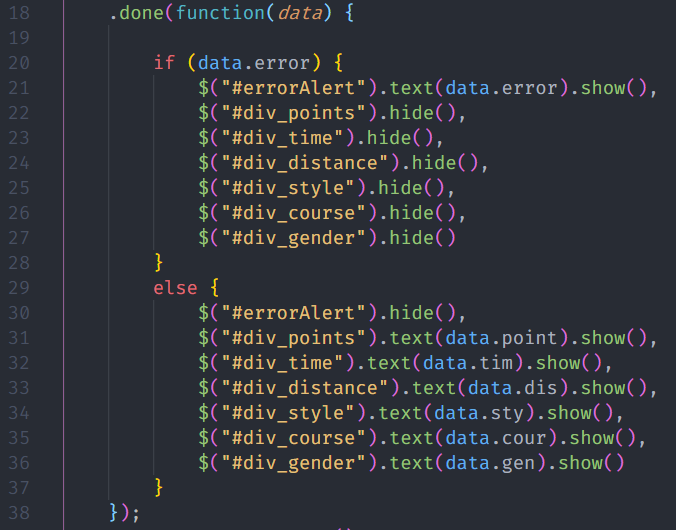 18 .done(function(data) {
19
20 if (data.error) {
21 $("#errorAlert").text(data.error).show(),
22 $("#div_points").hide(),
23 $("#div_time").hide(),
24 $("#div_distance").hide(),
25 $("#div_style").hide(),
26 $("#div_course").hide(),
27 $("#div_gender").hide()
28 }
29 else {
30 $("#errorAlert").hide(),
31 $("#div_points").text(data.point).show(),
32 $("#div_time").text(data.tim).show(),
33 $("#div_distance").text(data.dis).show(),
34 $("#div_style").text(data.sty).show(),
35 $("#div_course").text(data.cour).show(),
36 $("#div_gender").text(data.gen).show()
37 }
38 });